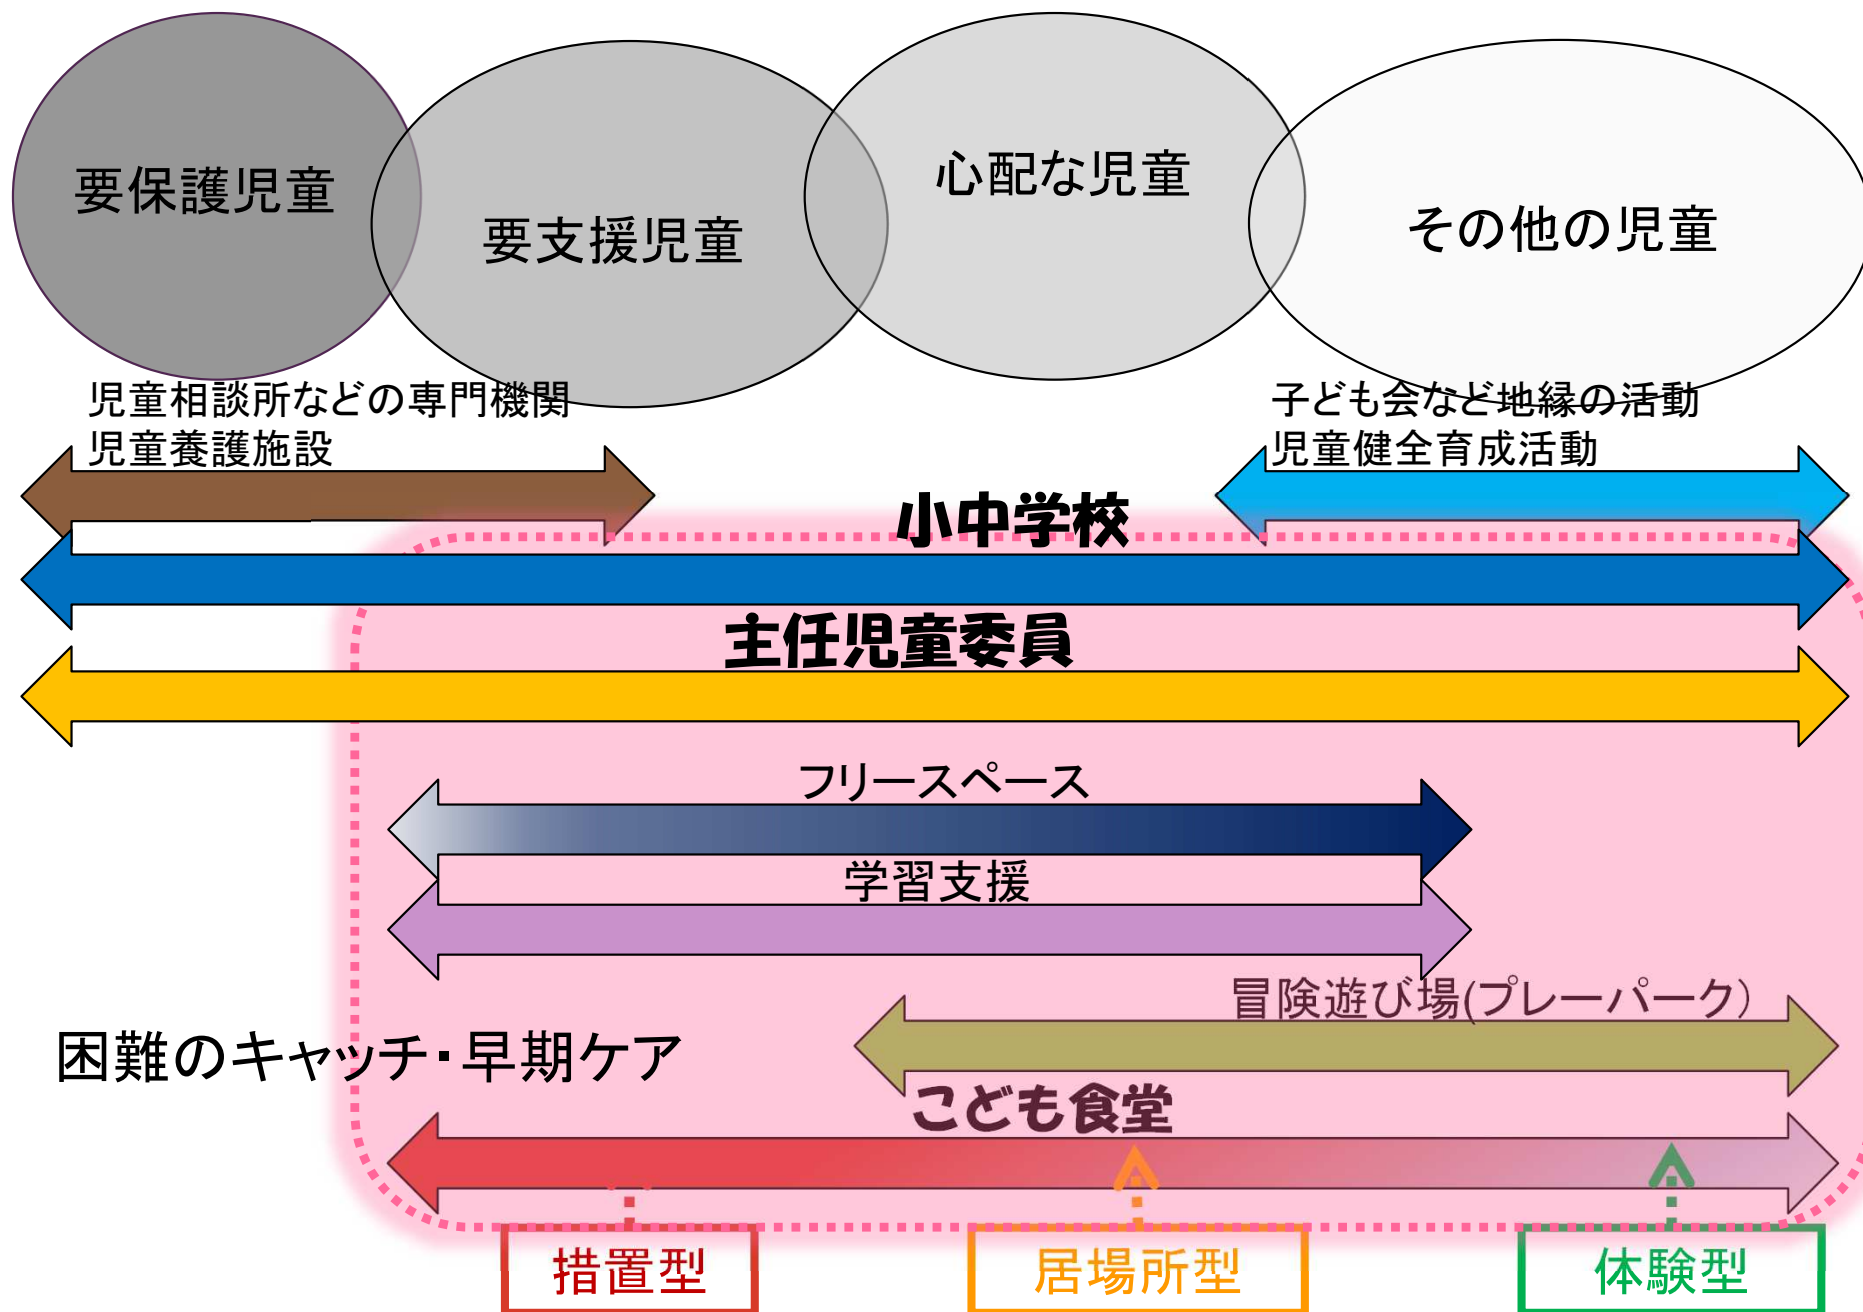 要保護児童
要支援児童
心配な児童
その他の児童
児童相談所などの専門機関
児童養護施設
子ども会など地縁の活動
児童健全育成活動
小中学校
主任児童委員
フリースペース
学習支援
冒険遊び場(プレーパーク）
困難のキャッチ・早期ケア
こども食堂
措置型
居場所型
体験型